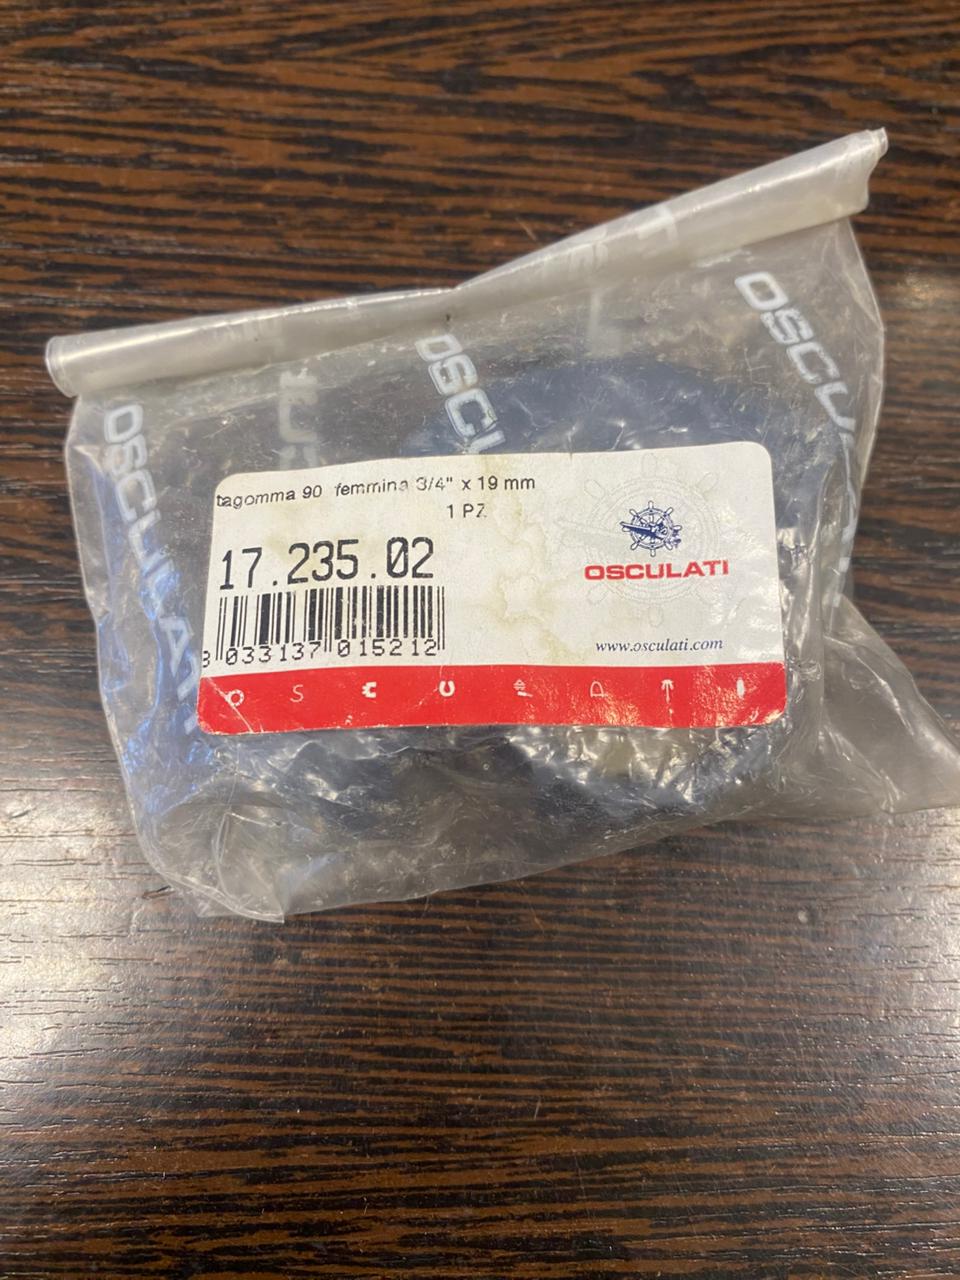 OSCULATI
OSCUL
OSCULATI
tagomma 90 femmina 3/4" x 19 mm
1 PZ
17.235.02
8 033137 015212
OSCULATI
www.osculati.com
O S C U L A T I